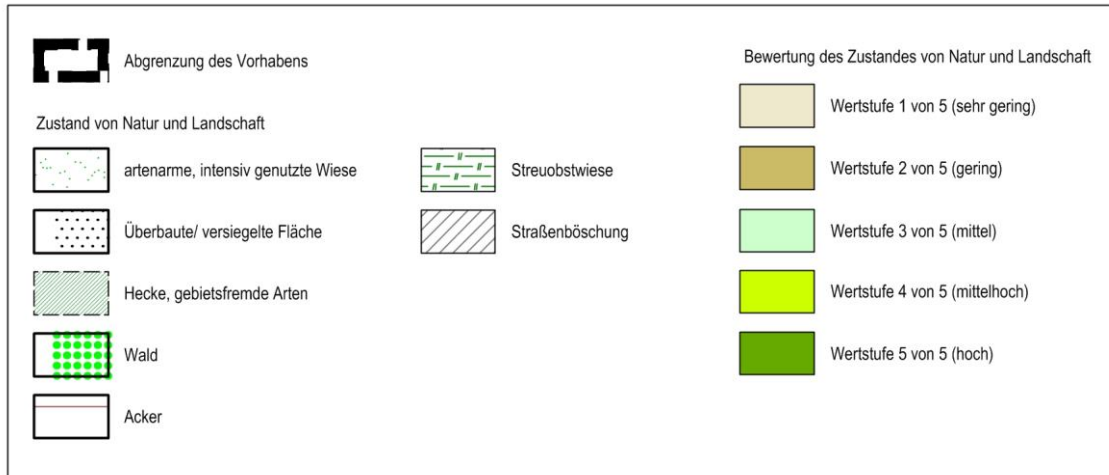 Abgrenzung des Vorhabens
Zustand von Natur und Landschaft
artenarme, intensiv genutzte Wiese
Überbaute/ versiegelte Fläche
Hecke, gebietsfremde Arten
Wald
Acker
Streuobstwiese
Straßenböschung
Bewertung des Zustandes von Natur und Landschaft
Wertstufe 1 von 5 (sehr gering)
Wertstufe 2 von 5 (gering)
Wertstufe 3 von 5 (mittel)
Wertstufe 4 von 5 (mittelhoch)
Wertstufe 5 von 5 (hoch)